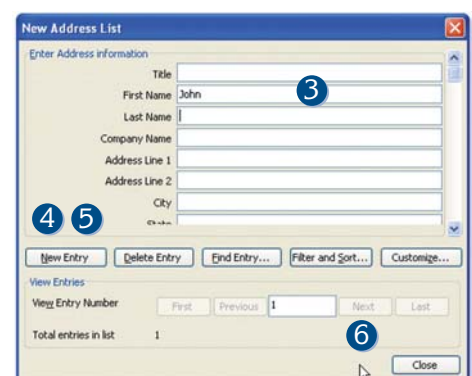 New Address List
Enter Address information
Title
First Name John
3
Last Name
Company Name
Address Line 1
Address Line 2
City
State
4 5
New Entry Delete Entry Find Entry... Filter and Sort... Customize...
View Entries
View Entry Number First Previous 1 Next Last
Total entries in list 1
6
Close